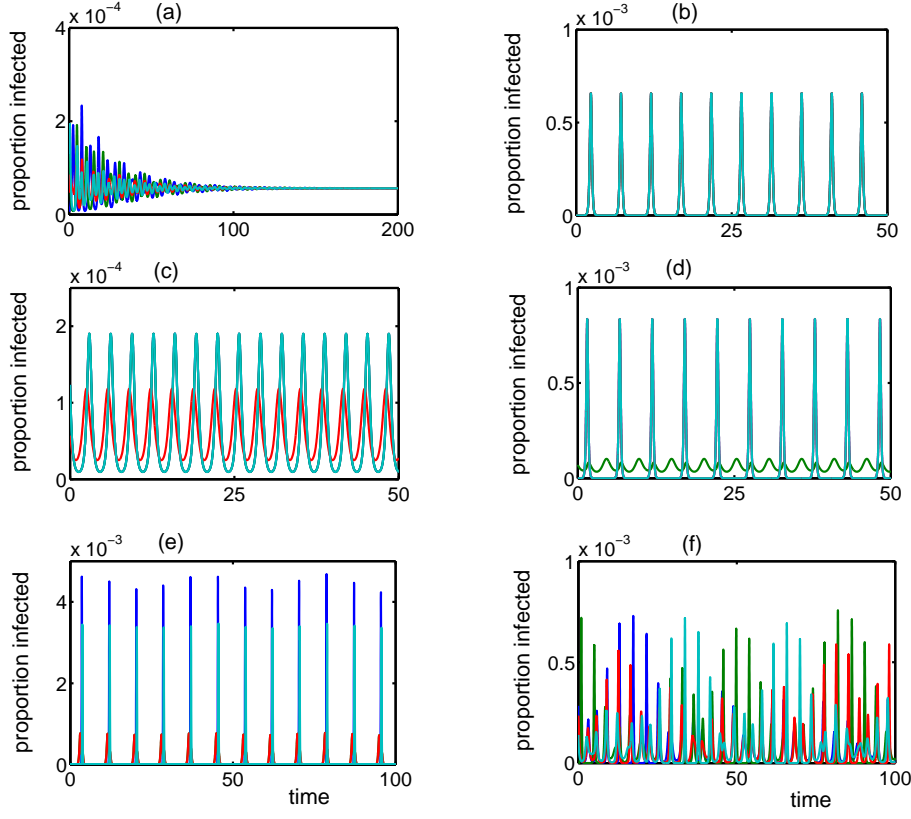 x 10⁻⁴
(a)
proportion infected
4
2
0
0
100
200
x 10⁻³
(b)
proportion infected
1
0.5
0
0
25
50
x 10⁻⁴
(c)
proportion infected
2
1
0
0
25
50
x 10⁻³
(d)
proportion infected
1
0.5
0
0
25
50
x 10⁻³
(e)
proportion infected
4
2
0
0
50
100
time
x 10⁻³
(f)
proportion infected
1
0.5
0
0
50
100
time